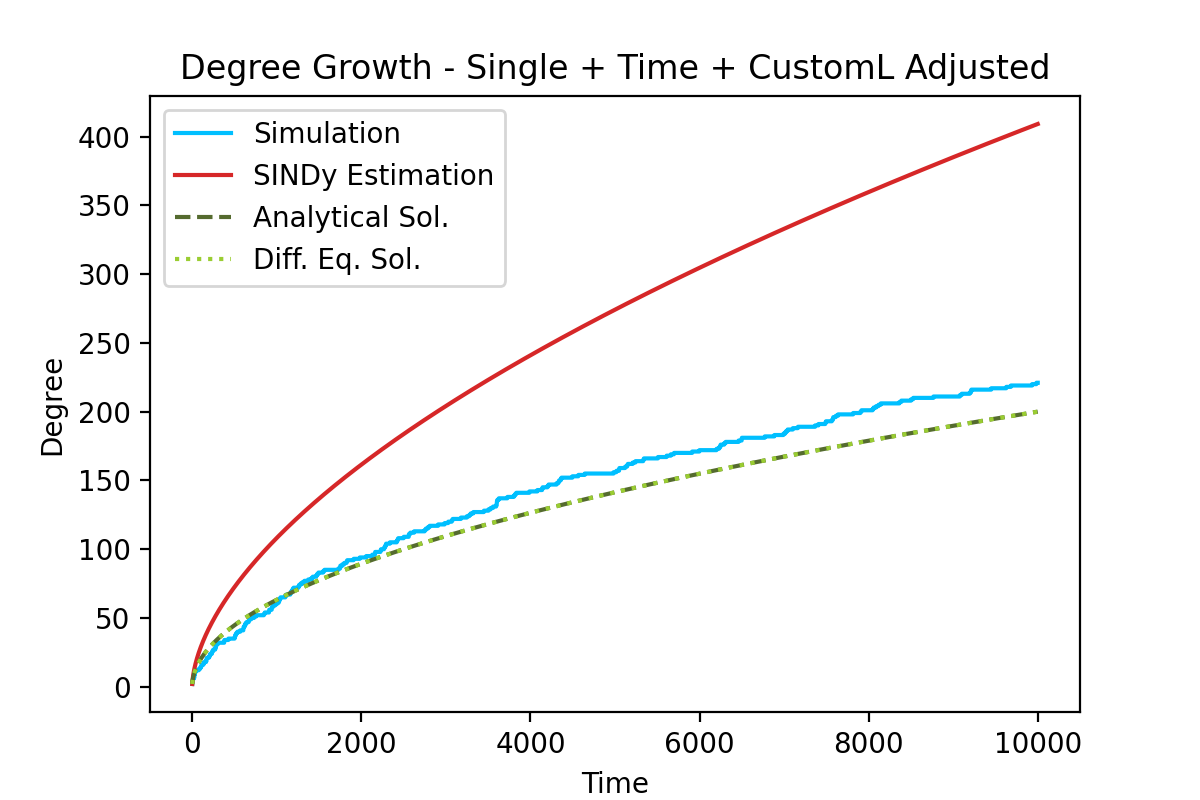 Degree Growth - Single + Time + CustomL Adjusted
Simulation
SINDy Estimation
Analytical Sol.
Diff. Eq. Sol.
400
350
300
250
200
150
100
50
0
Degree
0 2000 4000 6000 8000 10000
Time